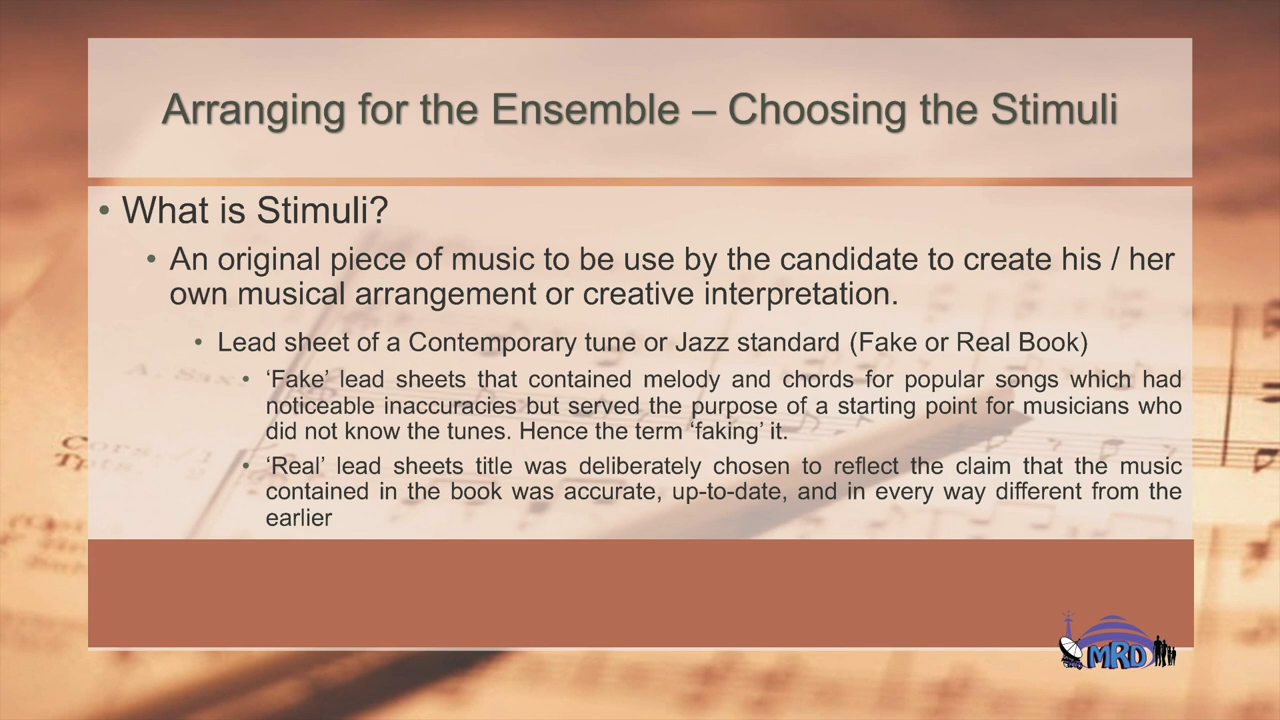 Arranging for the Ensemble – Choosing the Stimuli
• What is Stimuli?
• An original piece of music to be use by the candidate to create his / her
own musical arrangement or creative interpretation.
• Lead sheet of a Contemporary tune or Jazz standard (Fake or Real Book)
• ‘Fake’ lead sheets that contained melody and chords for popular songs which had
noticeable inaccuracies but served the purpose of a starting point for musicians who
did not know the tunes. Hence the term ‘faking’ it.
• ‘Real’ lead sheets title was deliberately chosen to reflect the claim that the music
contained in the book was accurate, up-to-date, and in every way different from the
earlier
MRD